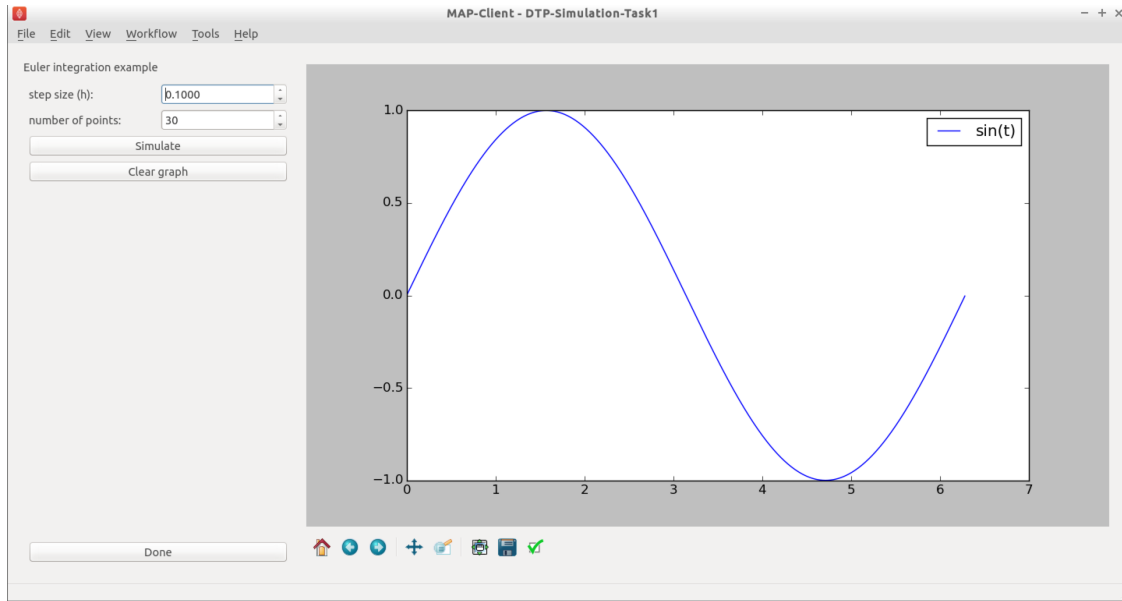 MAP-Client - DTP-Simulation-Task1
File Edit View Workflow Tools Help
Euler integration example
step size (h): 0.1000
number of points: 30
Simulate
Clear graph
Done
sin(t)
1.0
0.5
0.0
−0.5
−1.0
0 1 2 3 4 5 6 7